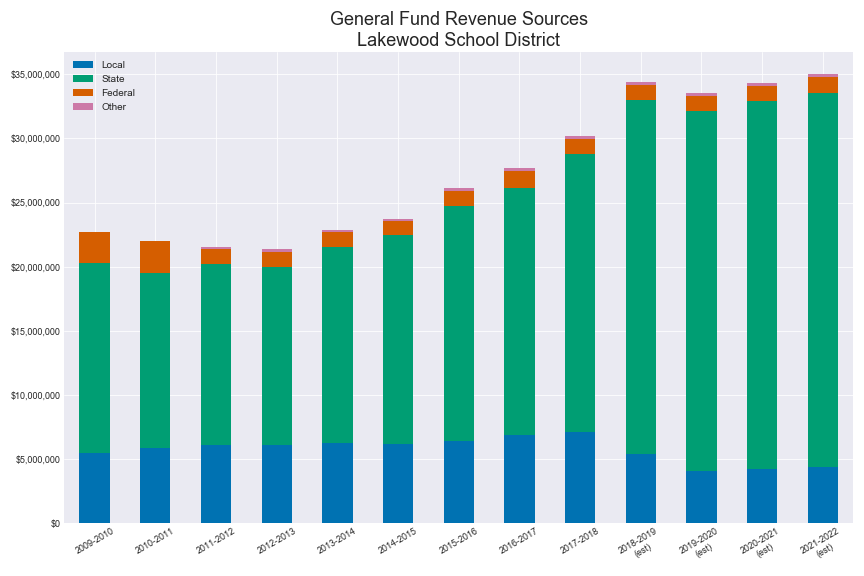 General Fund Revenue Sources
Lakewood School District
Local
State
Federal
Other
$35,000,000
$30,000,000
$25,000,000
$20,000,000
$15,000,000
$10,000,000
$5,000,000
$0
2009-2010
2010-2011
2011-2012
2012-2013
2013-2014
2014-2015
2015-2016
2016-2017
2017-2018
2018-2019
(est)
2019-2020
(est)
2020-2021
(est)
2021-2022
(est)